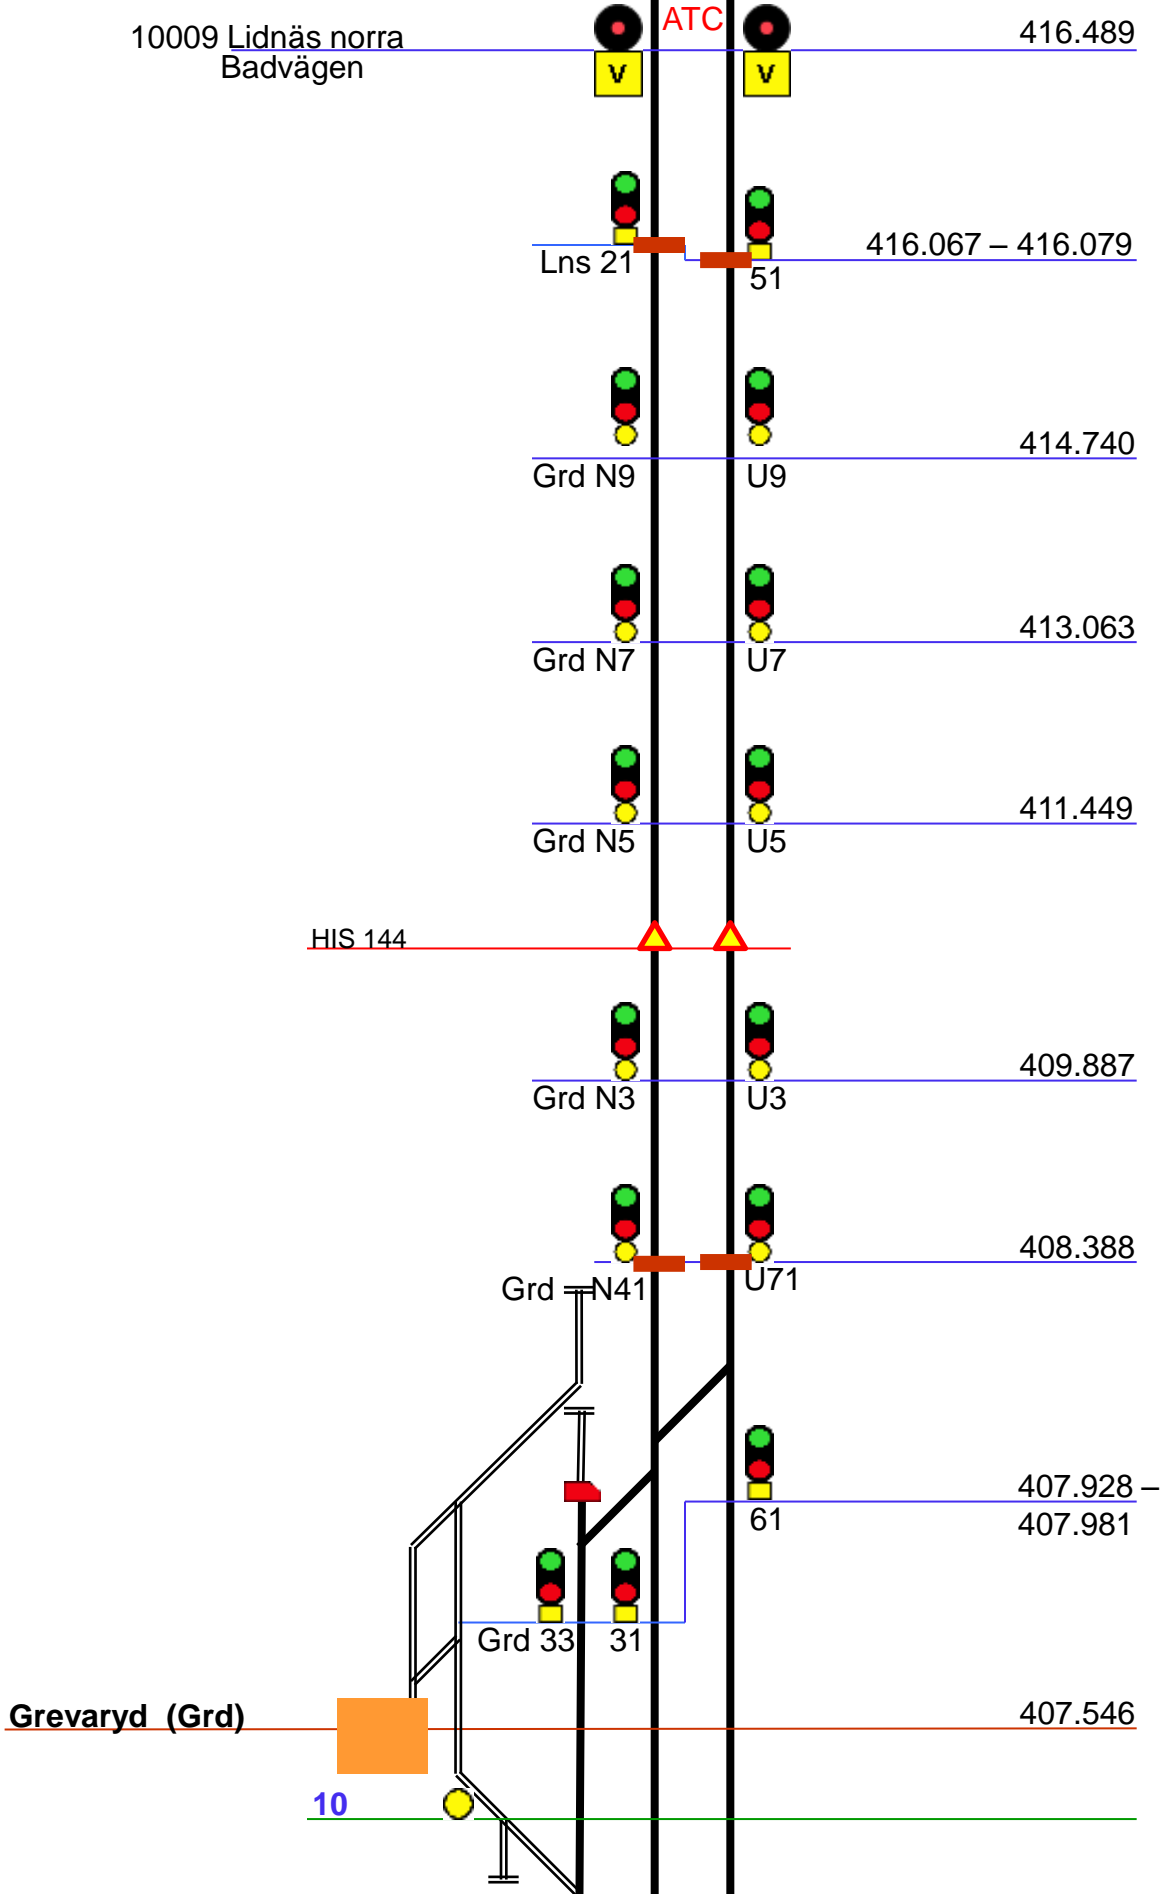 ATC
10009 Lidnäs norra 416.489
Badvägen
V V
416.067 – 416.079
Lns 21 51
414.740
Grd N9 U9
413.063
Grd N7 U7
411.449
Grd N5 U5
HIS 144
409.887
Grd N3 U3
408.388
Grd N41 U71
407.928 –
61 407.981
Grd 33 31
Grevaryd (Grd) 407.546
10